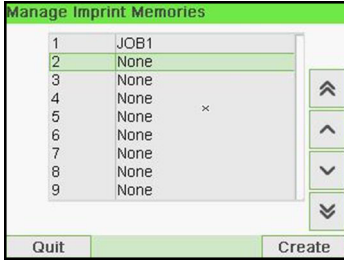 Manage Imprint Memories
1 JOB1
2 None
3 None
4 None
5 None
6 None
7 None
8 None
9 None
Quit Create